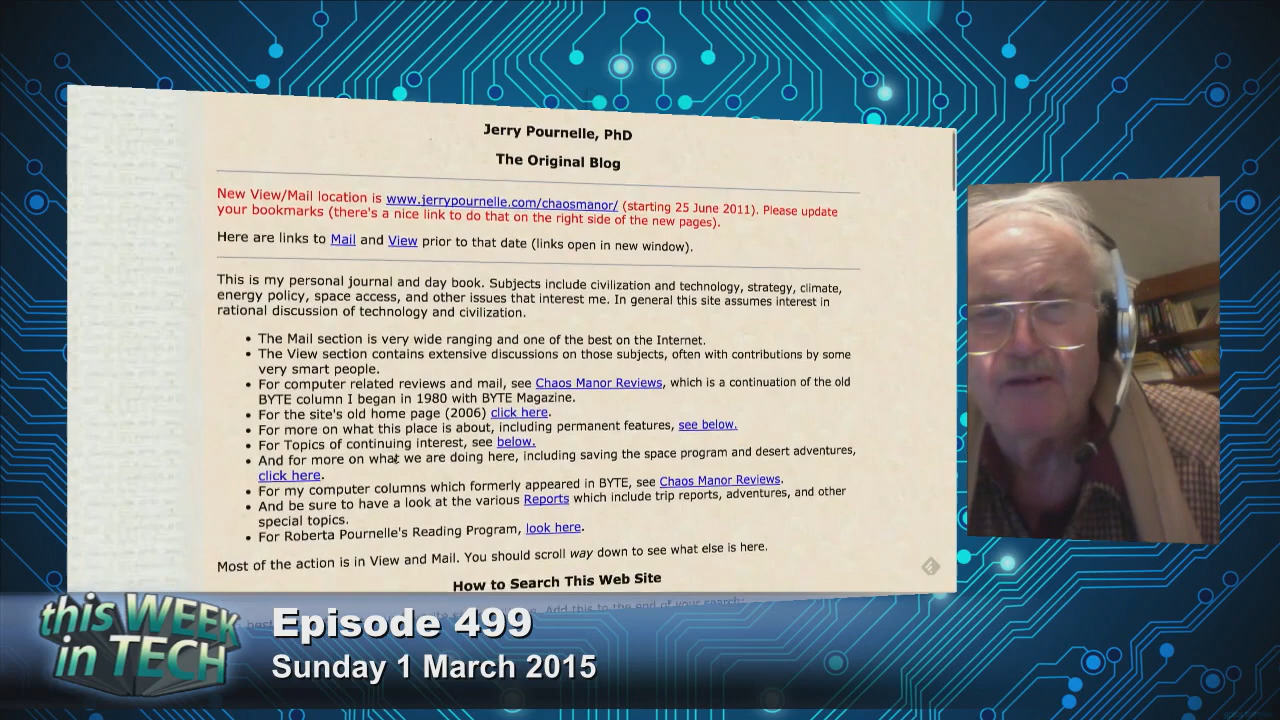 Jerry Pournelle, PhD
The Original Blog
New View/Mail location is www.jerrypournelle.com/chaosmanor/ (starting 25 June 2011). Please update
your bookmarks (there's a nice link to do that on the right side of the new pages).
Here are links to Mail and View prior to that date (links open in new window).
This is my personal journal and day book. Subjects include civilization and technology, strategy, climate,
energy policy, space access, and other issues that interest me. In general this site assumes interest in
rational discussion of technology and civilization.
• The Mail section is very wide ranging and one of the best on the Internet.
• The View section contains extensive discussions on those subjects, often with contributions by some
very smart people.
• For computer related reviews and mail, see Chaos Manor Reviews, which is a continuation of the old
BYTE column I began in 1980 with BYTE Magazine.
• For the site's old home page (2006) click here.
• For more on what this place is about, including permanent features, see below.
• For Topics of continuing interest, see below.
• And for more on what we are doing here, including saving the space program and desert adventures,
click here.
• For my computer columns which formerly appeared in BYTE, see Chaos Manor Reviews.
• And be sure to have a look at the various Reports which include trip reports, adventures, and other
special topics.
• For Roberta Pournelle's Reading Program, look here.
Most of the action is in View and Mail. You should scroll way down to see what else is here.
How to Search This Web Site
Add this to the end of your search:
this WEEK
in TECH
Episode 499
Sunday 1 March 2015